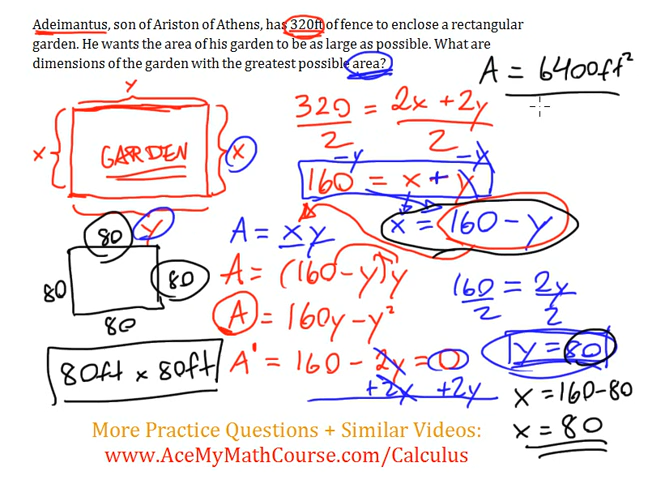 Adeimantus, son of Ariston of Athens, has 320ft of fence to enclose a rectangular
garden. He wants the area of his garden to be as large as possible. What are
dimensions of the garden with the greatest possible area?
A = 6400ft²
y
x GARDEN x
y
320/2 = 2x + 2y/2
-y -y
160 = x + y
x = 160 - y
A = xy
A = (160 - y)y
A = 160y - y²
A' = 160 - 2y = 0
+2y +2y
160/2 = 2y/2
y = 80
x = 160 - 80
x = 80
80
80 80
80
80ft x 80ft
More Practice Questions + Similar Videos:
www.AceMyMathCourse.com/Calculus